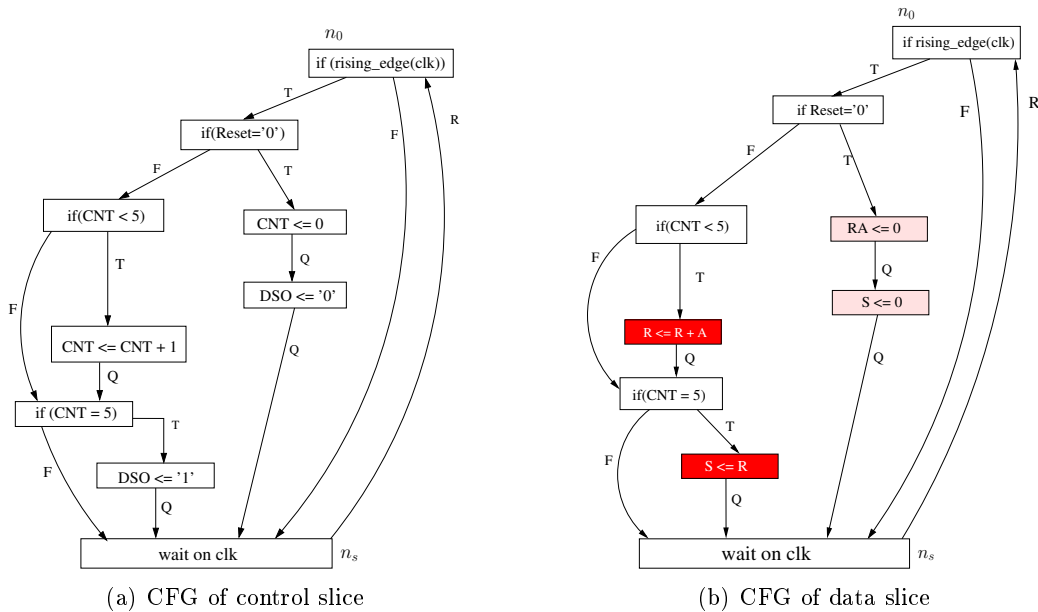 n₀
if (rising_edge(clk))
T
F
R
if(Reset='0')
F
T
if(CNT < 5)
CNT <= 0
T
Q
F
DSO <= '0'
CNT <= CNT + 1
Q
Q
if (CNT = 5)
T
F
DSO <= '1'
Q
wait on clk
nₛ
(a) CFG of control slice
n₀
if rising_edge(clk)
T
F
R
if Reset='0'
F
T
if(CNT < 5)
RA <= 0
F
T
Q
S <= 0
R <= R + A
Q
Q
if(CNT = 5)
T
F
S <= R
Q
wait on clk
nₛ
(b) CFG of data slice